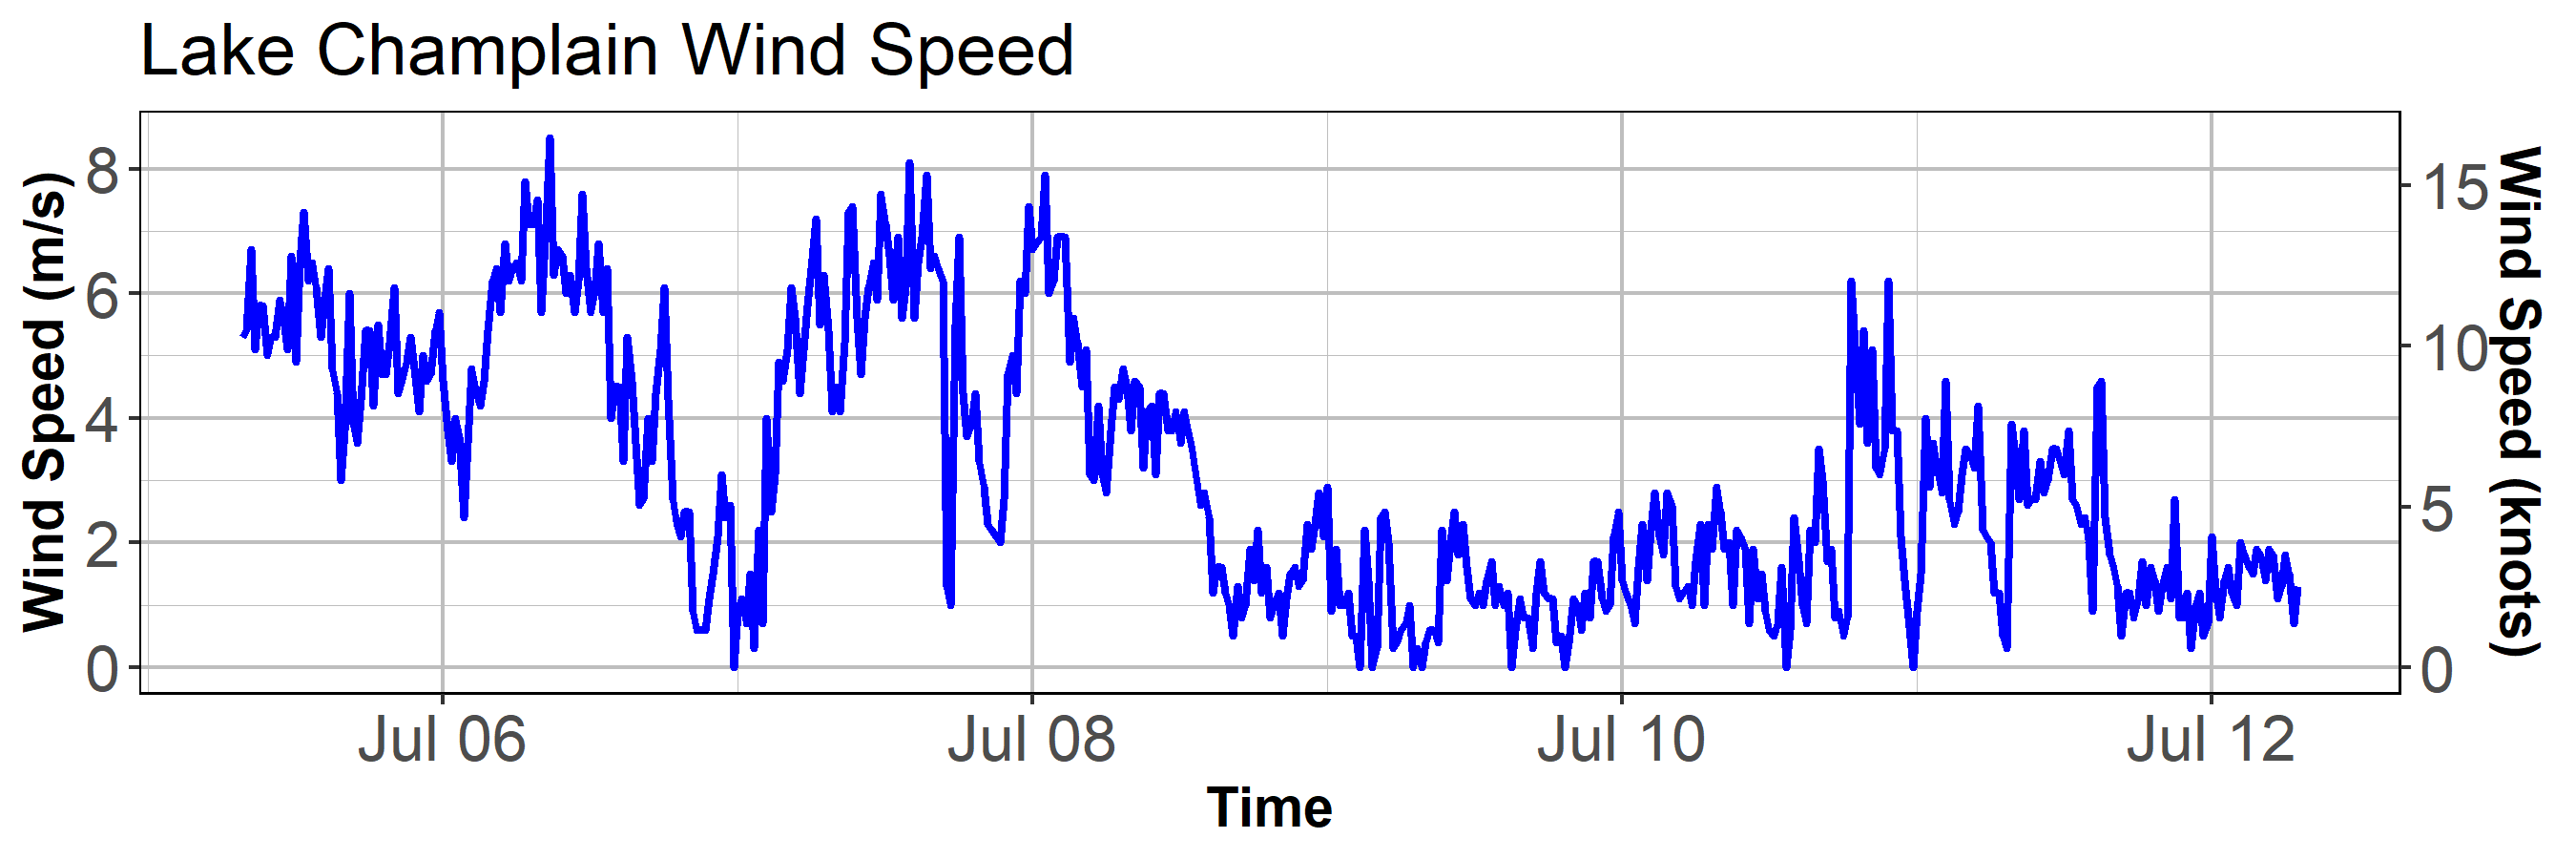 Lake Champlain Wind Speed
Wind Speed (m/s)
8
6
4
2
0
15
10
5
0
Wind Speed (knots)
Jul 06
Jul 08
Jul 10
Jul 12
Time